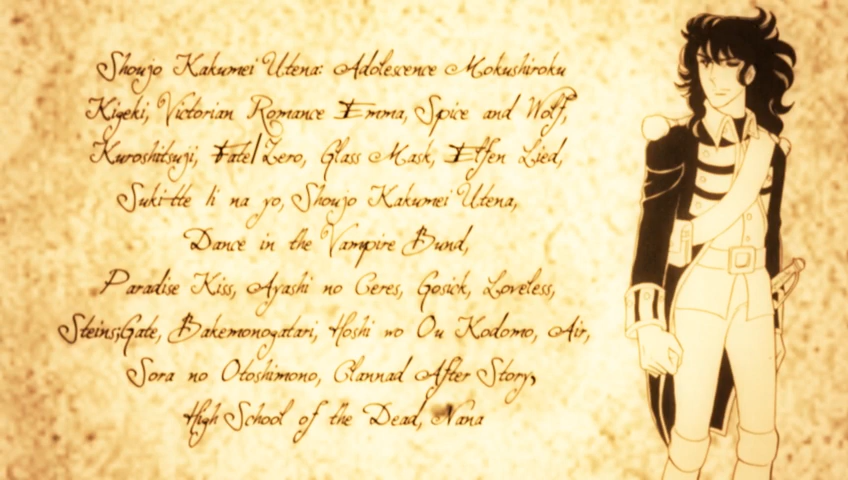 Shoujo Kakumei Utena: Adolescence Mokushiroku
Kigeki, Victorian Romance Emma, Spice and Wolf,
Kuroshitsuji, Fate/Zero, Glass Mask, Elfen Lied,
Suki-tte Ii na yo, Shoujo Kakumei Utena,
Dance in the Vampire Bund,
Paradise Kiss, Ayashi no Ceres, Gosick, Loveless,
Steins;Gate, Bakemonogatari, Hoshi wo Ou Kodomo, Air,
Sora no Otoshimono, Clannad After Story,
High School of the Dead, Nana